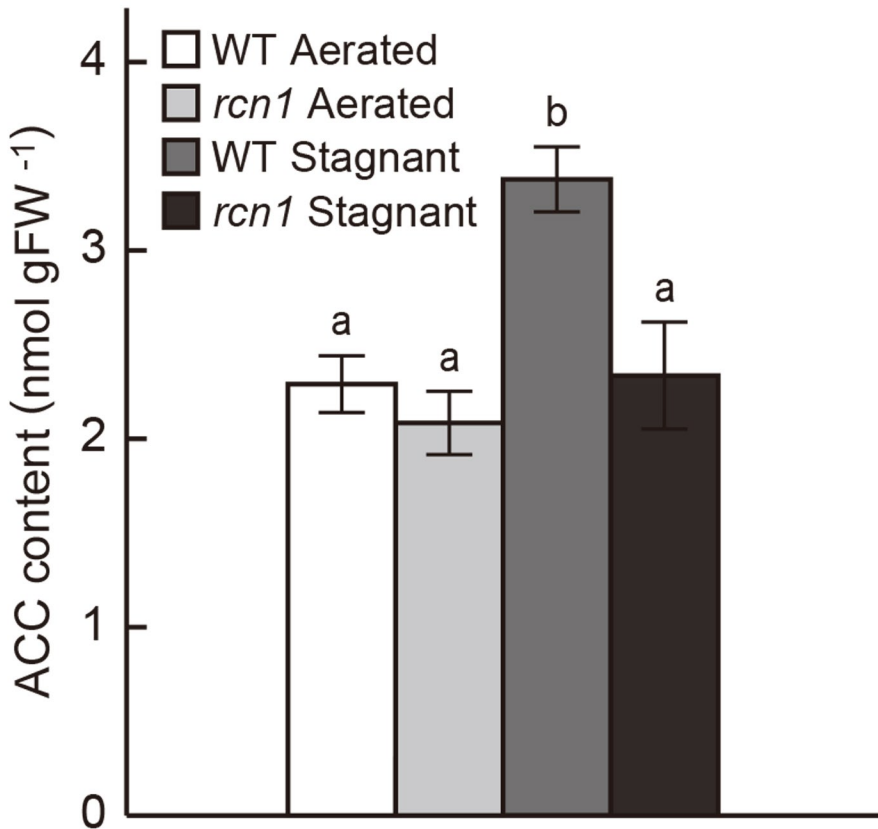 ACC content (nmol gFW -1)
4
3
2
1
0
WT Aerated
rcn1 Aerated
WT Stagnant
rcn1 Stagnant
a
a
b
a